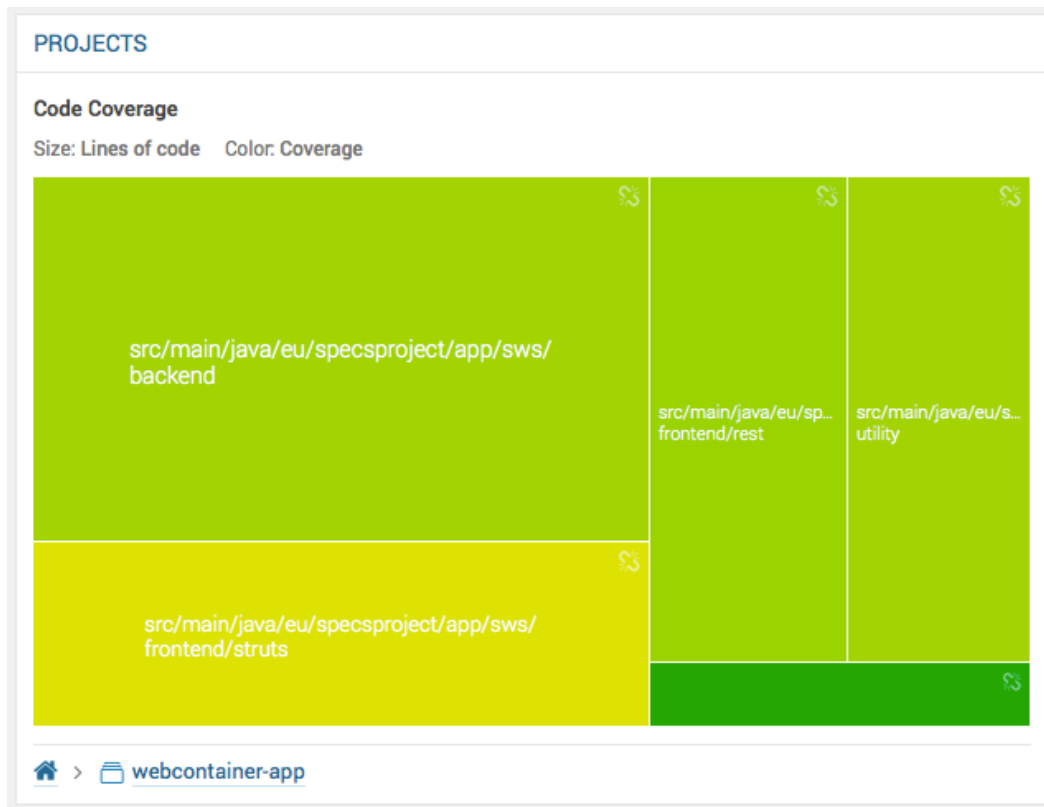 PROJECTS
Code Coverage
Size: Lines of code Color: Coverage
src/main/java/eu/specsproject/app/sws/
backend
src/main/java/eu/sp...
frontend/rest
src/main/java/eu/s...
utility
src/main/java/eu/specsproject/app/sws/
frontend/struts
> webcontainer-app